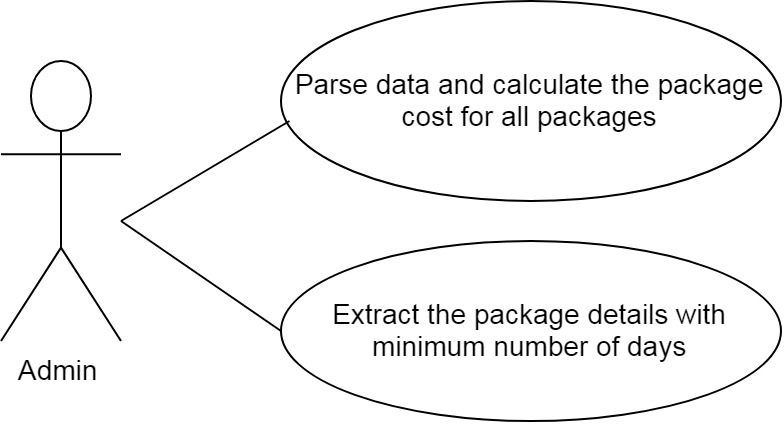 Parse data and calculate the package
cost for all packages
Extract the package details with
minimum number of days
Admin